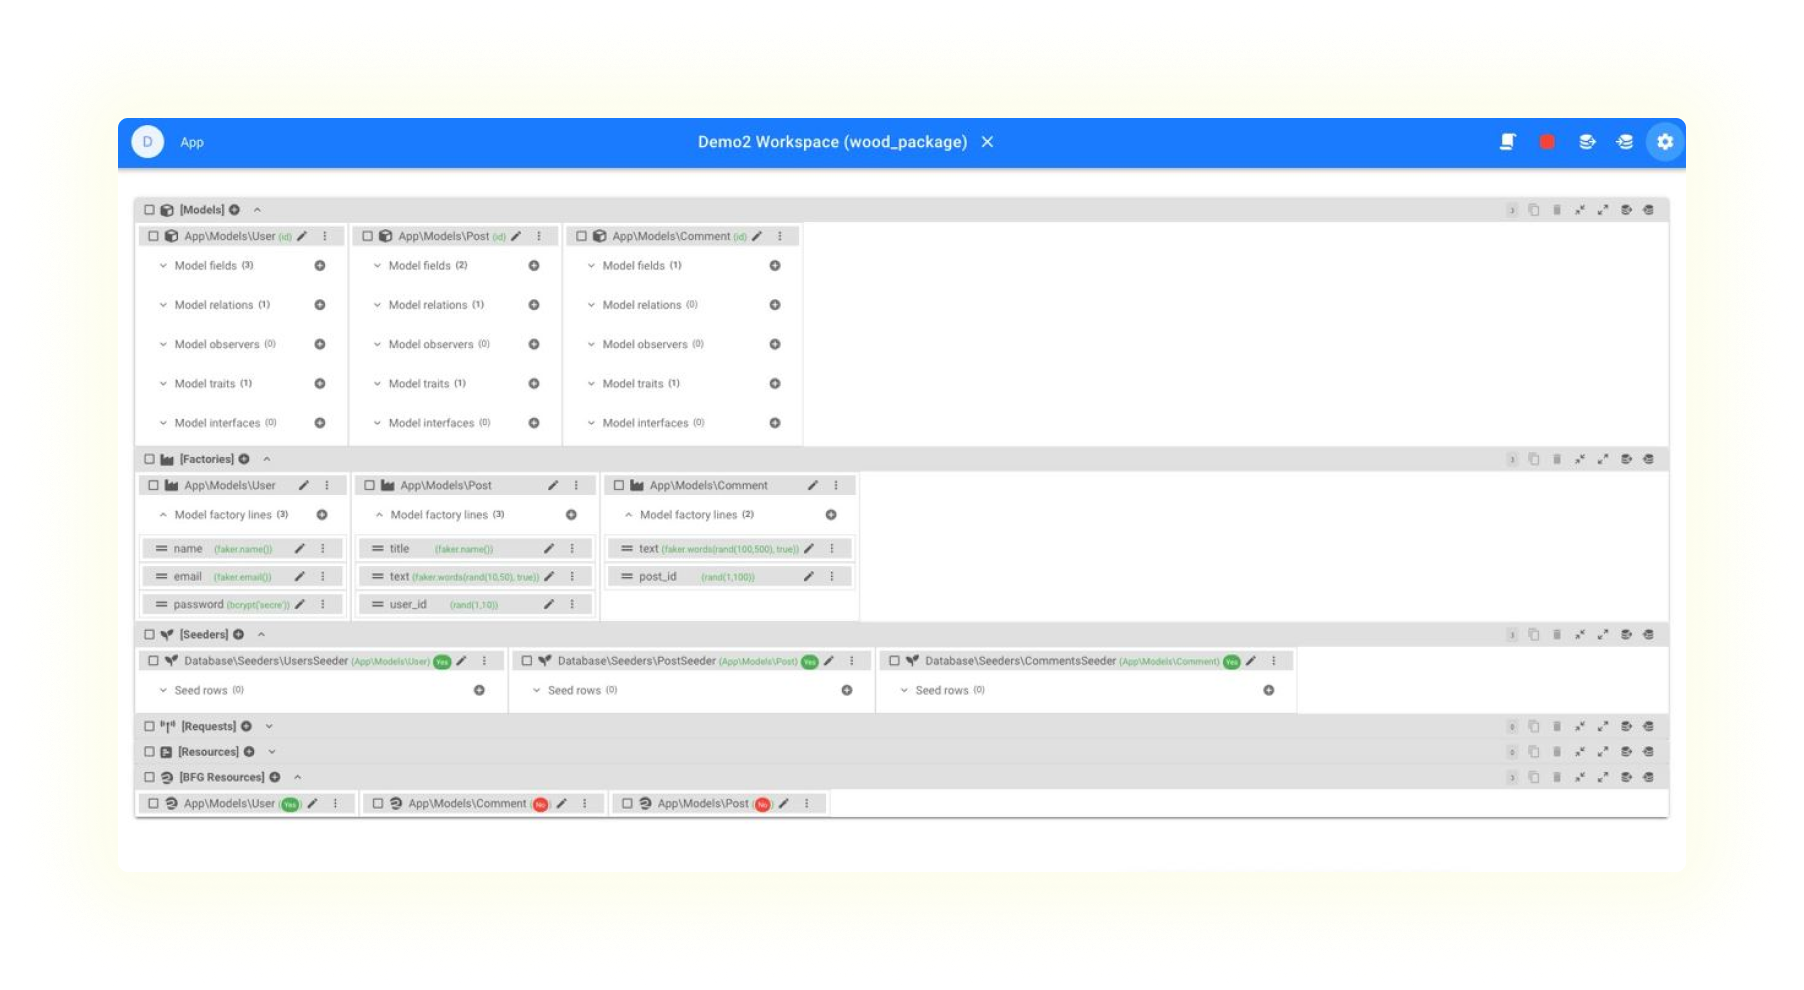 D App Demo2 Workspace (wood_package)
[Models]
App\Models\User (id) App\Models\Post (id) App\Models\Comment (id)
Model fields (3) Model fields (2) Model fields (1)
Model relations (1) Model relations (1) Model relations (0)
Model observers (0) Model observers (0) Model observers (0)
Model traits (1) Model traits (1) Model traits (1)
Model interfaces (0) Model interfaces (0) Model interfaces (0)
[Factories]
App\Models\User App\Models\Post App\Models\Comment
Model factory lines (3) Model factory lines (3) Model factory lines (2)
name (faker.name()) title (faker.name()) text (faker.words(rand(100,500), true))
email (faker.email()) text (faker.words(rand(10,50), true)) post_id (rand(1,100))
password (bcrypt('secre')) user_id (rand(1,10))
[Seeders]
Database\Seeders\UsersSeeder (App\Models\User) Yes Database\Seeders\PostSeeder (App\Models\Post) Yes Database\Seeders\CommentsSeeder (App\Models\Comment) Yes
Seed rows (0) Seed rows (0) Seed rows (0)
[Requests]
[Resources]
[BFG Resources]
App\Models\User (Yes) App\Models\Comment (No) App\Models\Post (No)